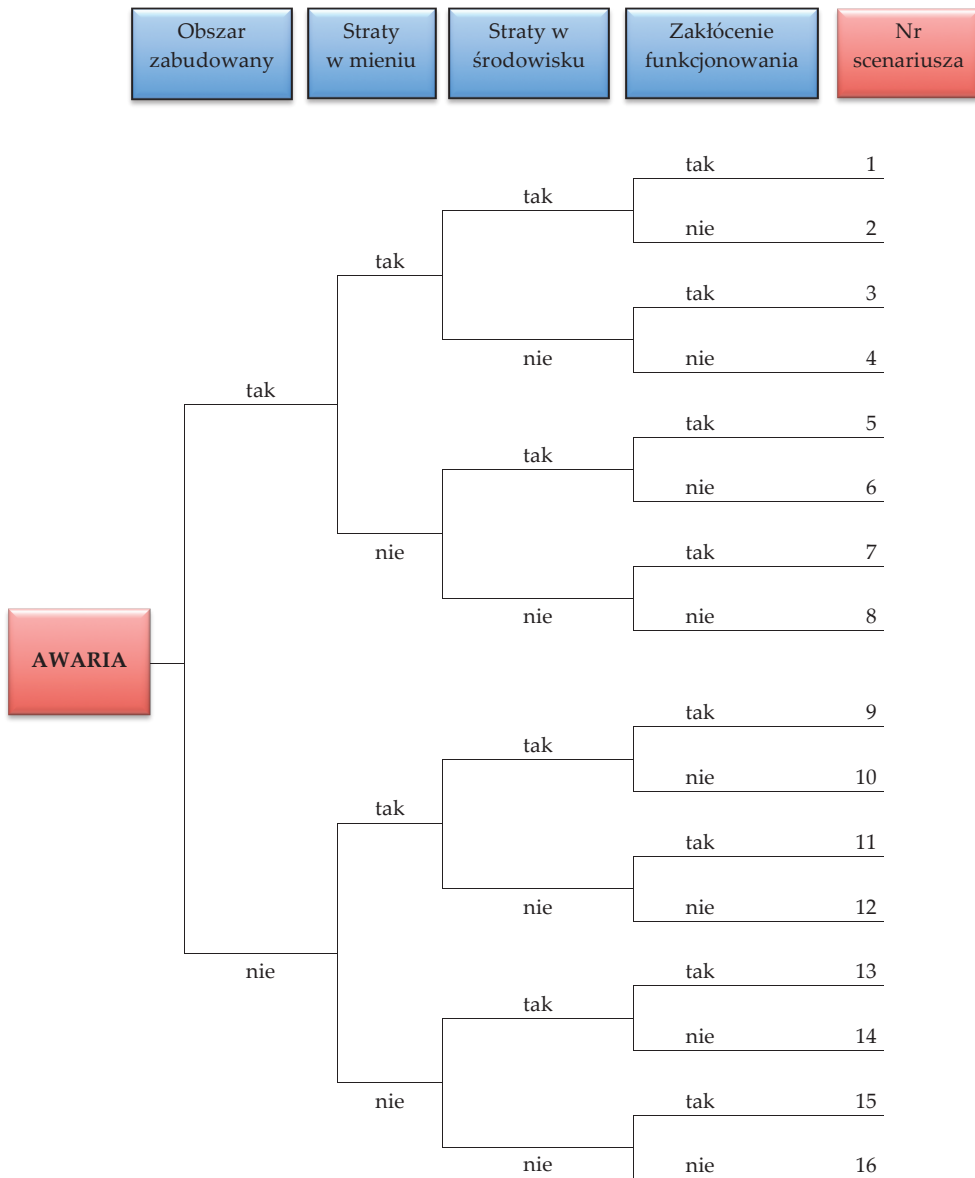 Obszar
zabudowany
Straty
w mieniu
Straty w
środowisku
Zakłócenie
funkcjonowania
Nr
scenariusza
tak 1
tak
nie 2
tak
tak 3
nie
nie 4
tak
tak 5
tak
nie 6
nie
tak 7
nie
nie 8
AWARIA
tak 9
tak
nie 10
tak
tak 11
nie
nie 12
nie
tak 13
tak
nie 14
nie
tak 15
nie
nie 16